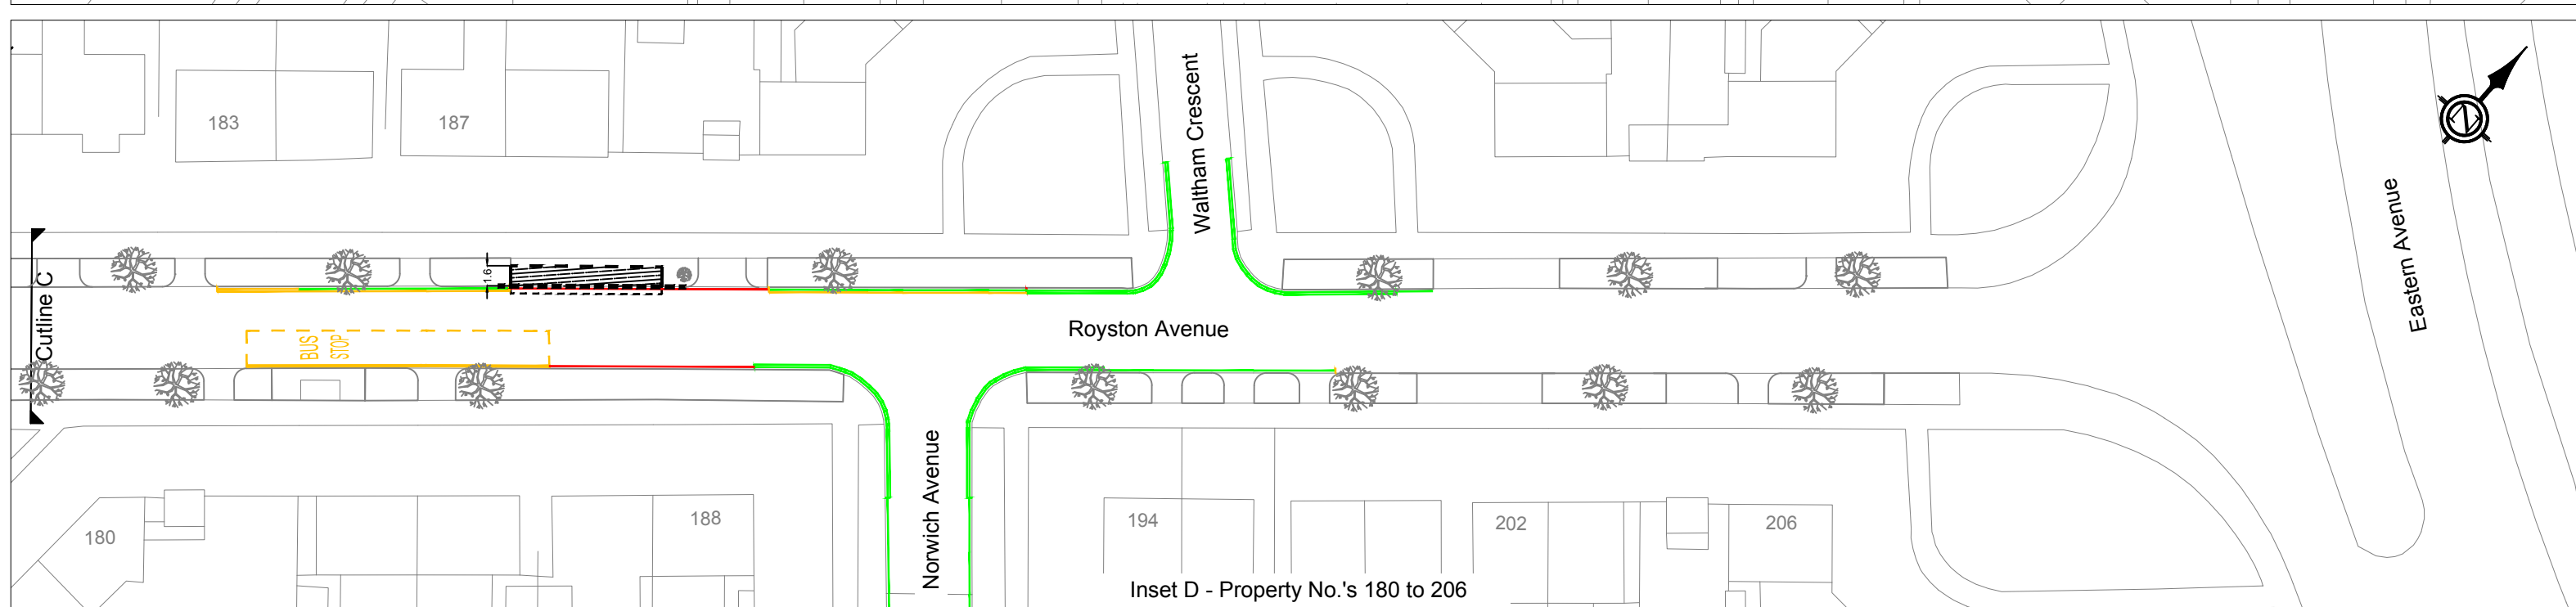 183
187
Waltham Crescent
Eastern Avenue
Cutline C
1.6
BUS
STOP
Royston Avenue
Norwich Avenue
180
188
194
202
206
Inset D - Property No.'s 180 to 206